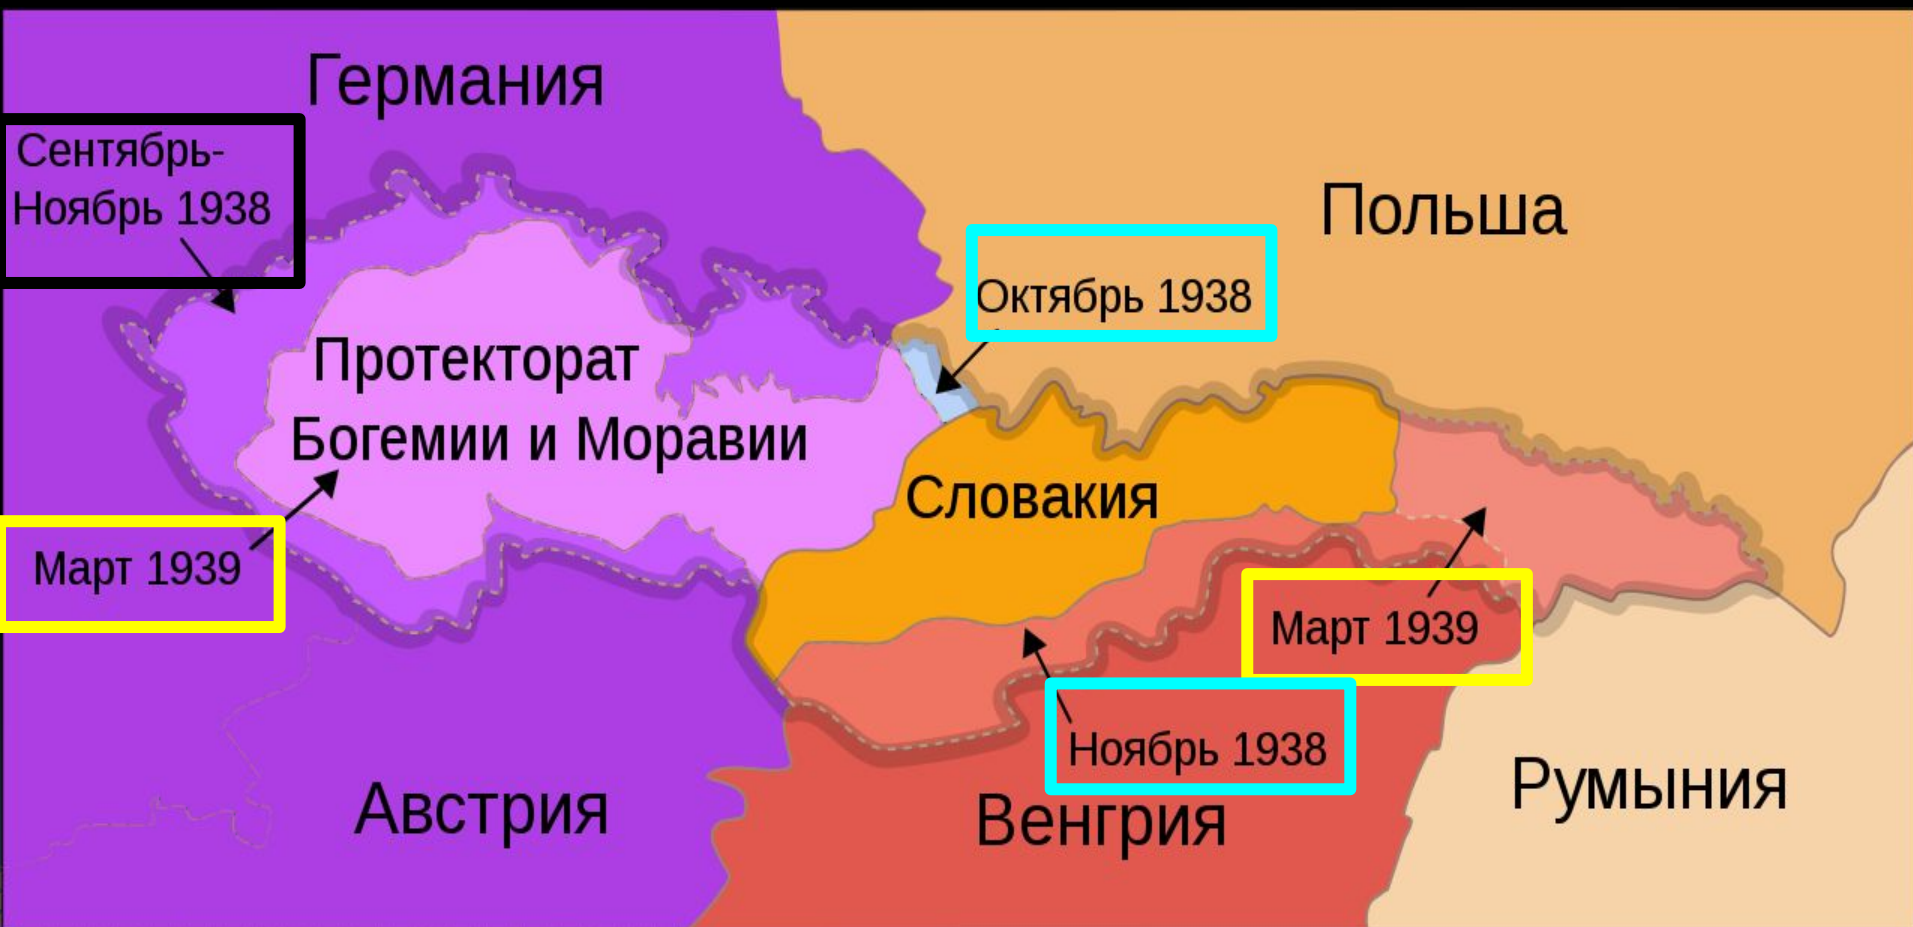 Германия
Сентябрь-
Ноябрь 1938
Польша
Октябрь 1938
Протекторат
Богемии и Моравии
Словакия
Март 1939
Март 1939
Ноябрь 1938
Австрия
Венгрия
Румыния